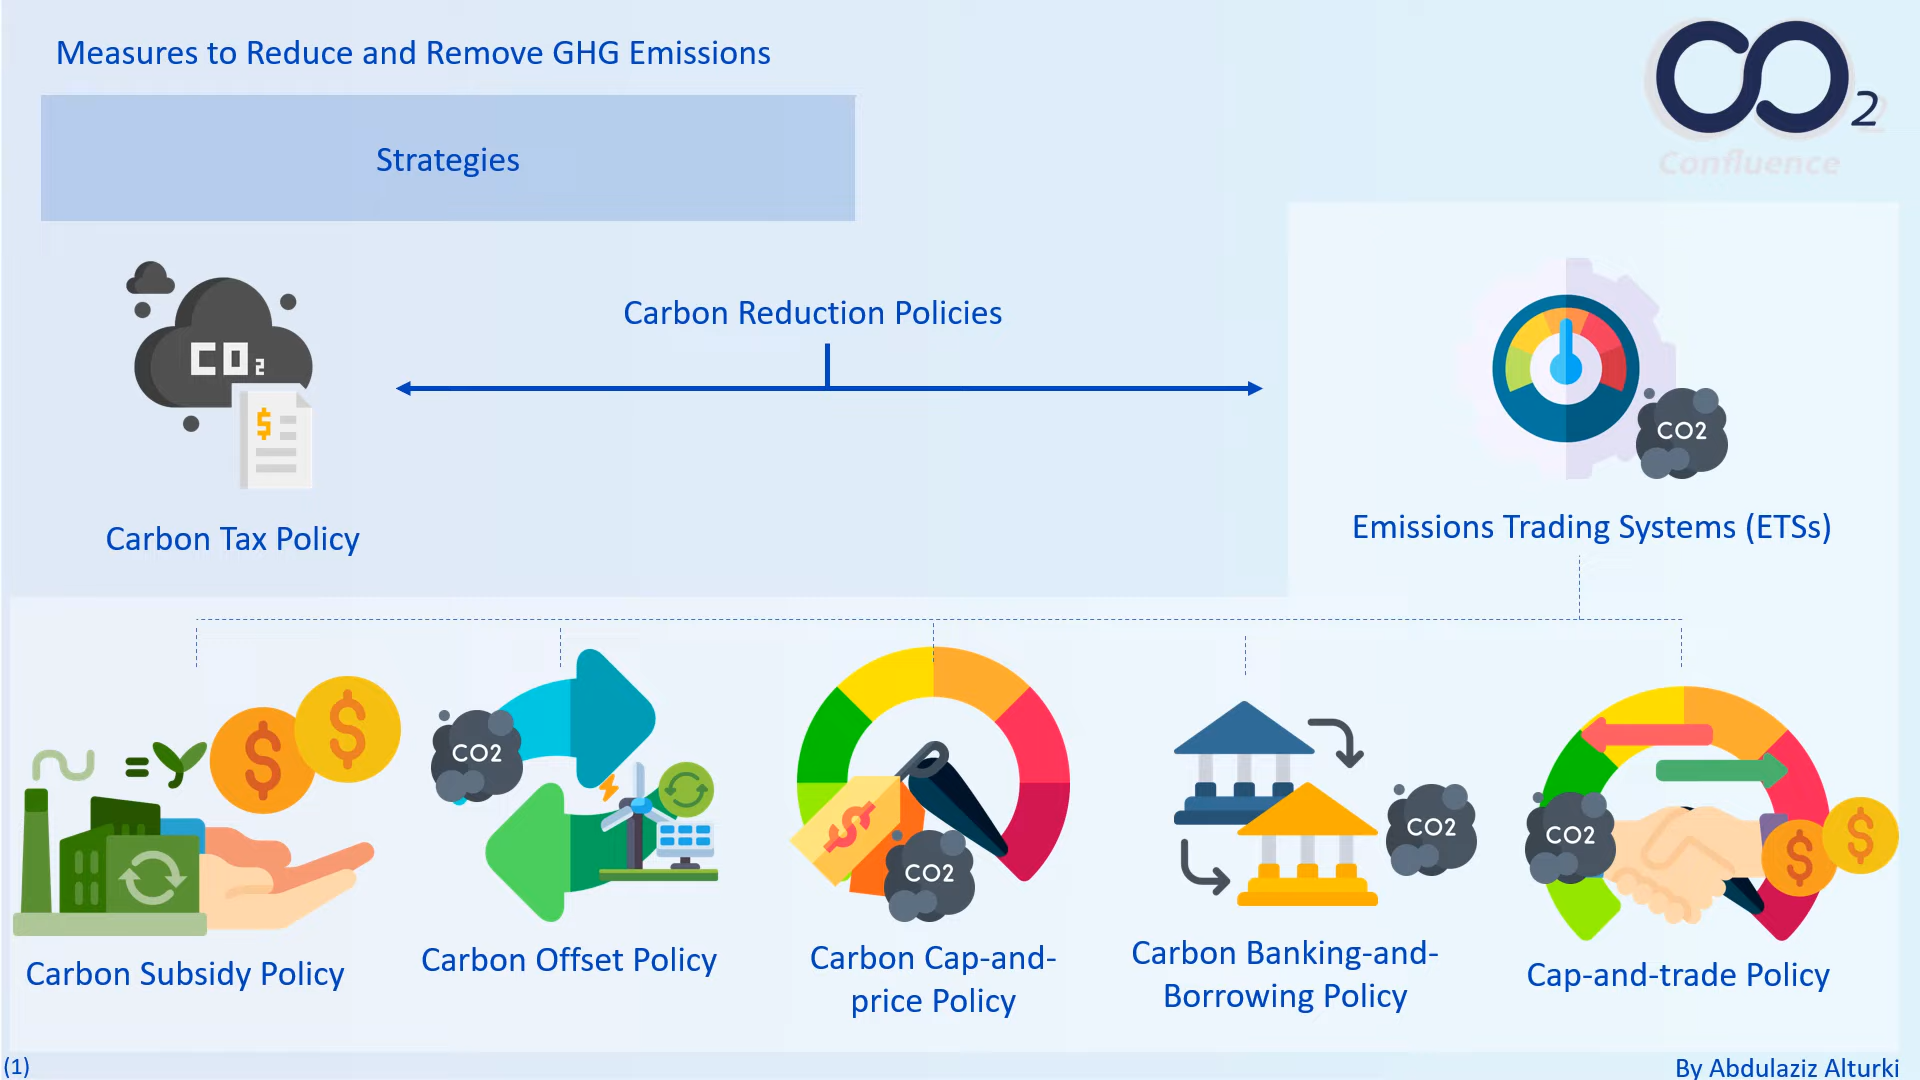 Measures to Reduce and Remove GHG Emissions
CO2
Confluence
Strategies
Carbon Reduction Policies
CO2
$
CO2
Carbon Tax Policy
Emissions Trading Systems (ETSs)
$ $
=
CO2
$
CO2
CO2
CO2
$ $
Carbon Subsidy Policy
Carbon Offset Policy
Carbon Cap-and-
price Policy
Carbon Banking-and-
Borrowing Policy
Cap-and-trade Policy
(1)
By Abdulaziz Alturki